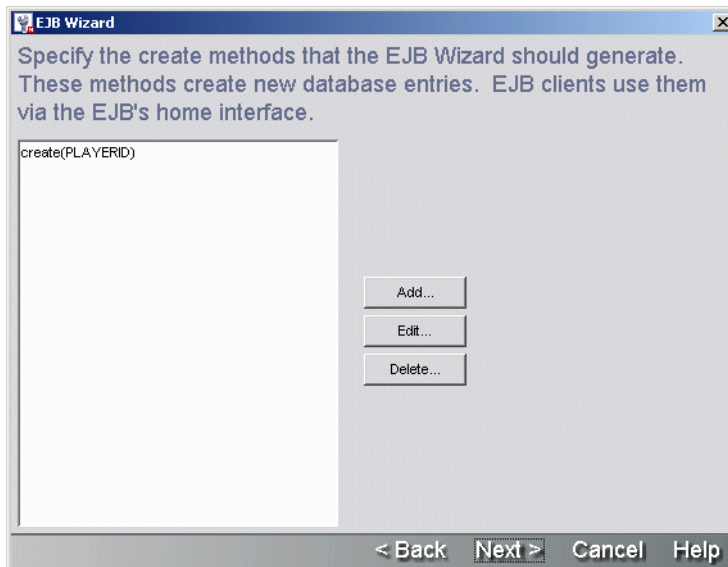 EJB Wizard
Specify the create methods that the EJB Wizard should generate.
These methods create new database entries. EJB clients use them
via the EJB's home interface.
create(PLAYERID)
Add...
Edit...
Delete...
< Back Next > Cancel Help